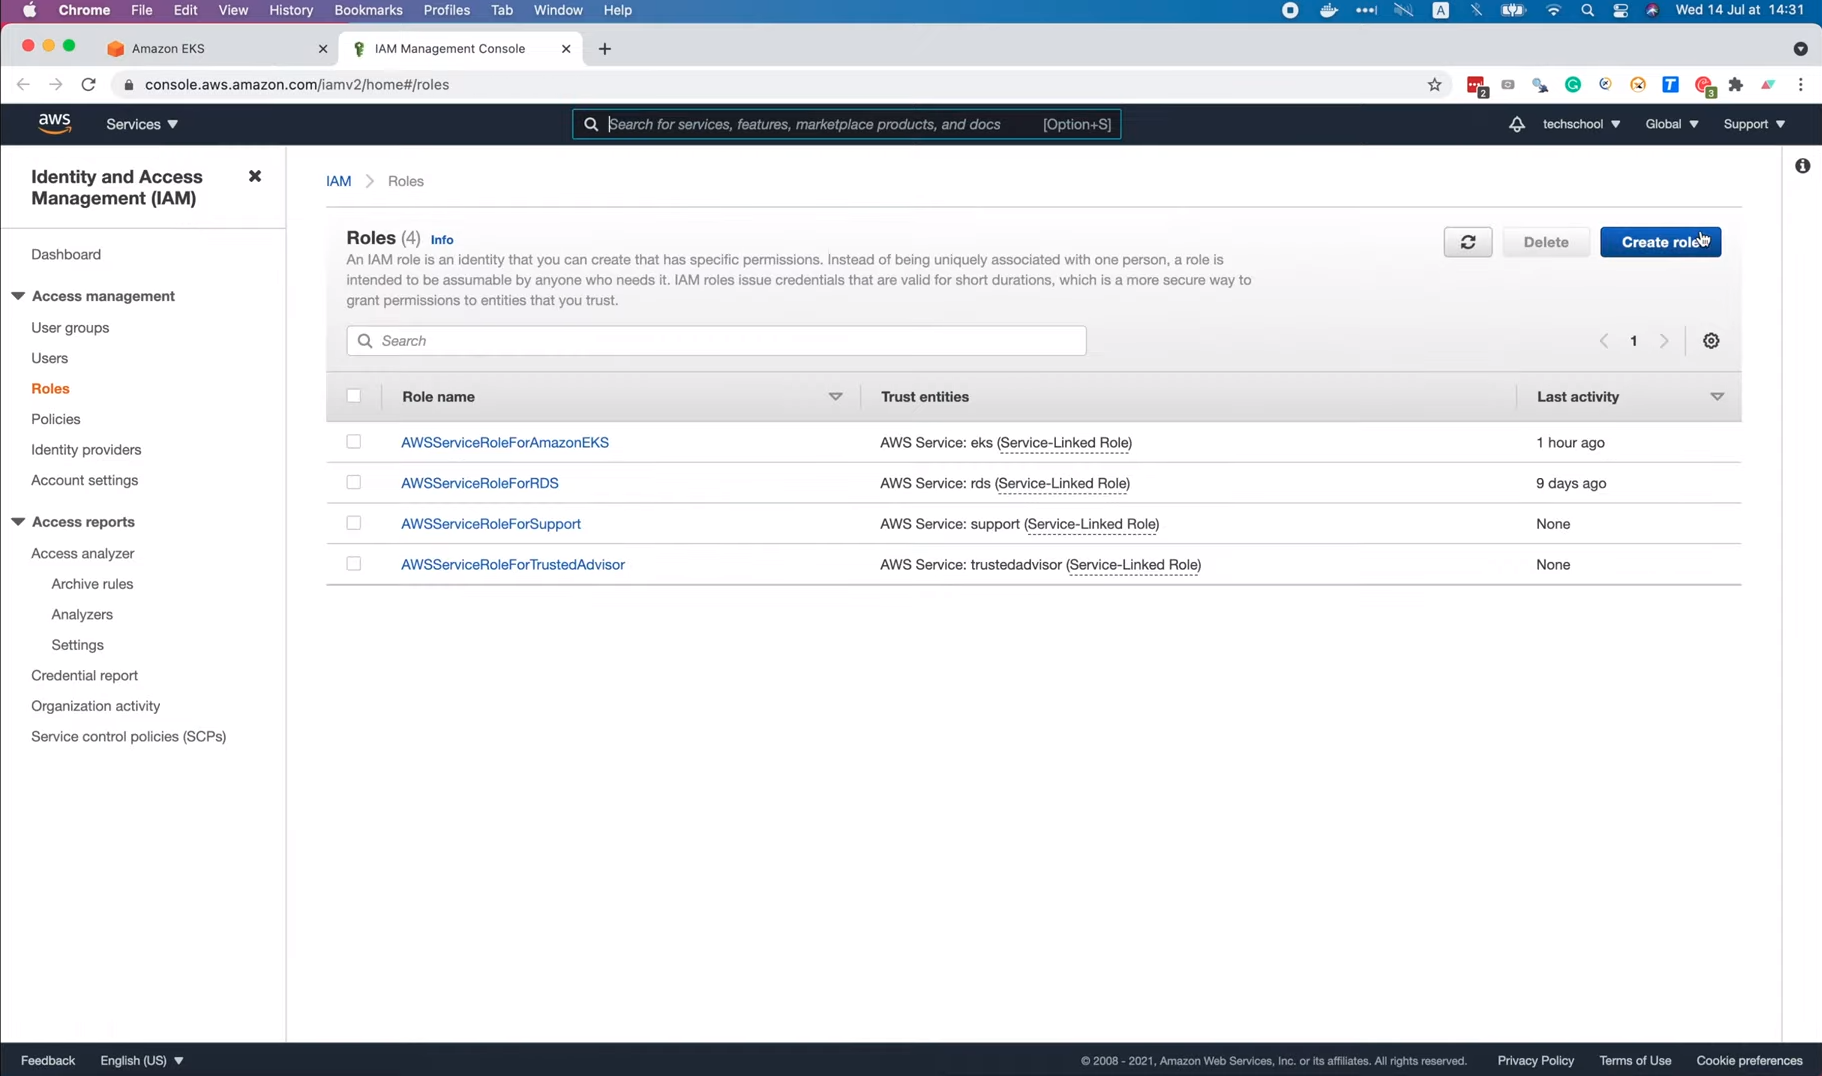 Chrome File Edit View History Bookmarks Profiles Tab Window Help A Wed 14 Jul at 14:31
Amazon EKS IAM Management Console
console.aws.amazon.com/iamv2/home#/roles 2 T 3
aws Services Search for services, features, marketplace products, and docs [Option+S] techschool Global Support
Identity and Access
Management (IAM)
Dashboard
Access management
User groups
Users
Roles
Policies
Identity providers
Account settings
Access reports
Access analyzer
Archive rules
Analyzers
Settings
Credential report
Organization activity
Service control policies (SCPs)
IAM Roles
Roles (4) Info
An IAM role is an identity that you can create that has specific permissions. Instead of being uniquely associated with one person, a role is
intended to be assumable by anyone who needs it. IAM roles issue credentials that are valid for short durations, which is a more secure way to
grant permissions to entities that you trust.
Delete Create role
Search
1
Role name Trust entities Last activity
AWSServiceRoleForAmazonEKS AWS Service: eks (Service-Linked Role) 1 hour ago
AWSServiceRoleForRDS AWS Service: rds (Service-Linked Role) 9 days ago
AWSServiceRoleForSupport AWS Service: support (Service-Linked Role) None
AWSServiceRoleForTrustedAdvisor AWS Service: trustedadvisor (Service-Linked Role) None
Feedback English (US) © 2008 - 2021, Amazon Web Services, Inc. or its affiliates. All rights reserved. Privacy Policy Terms of Use Cookie preferences